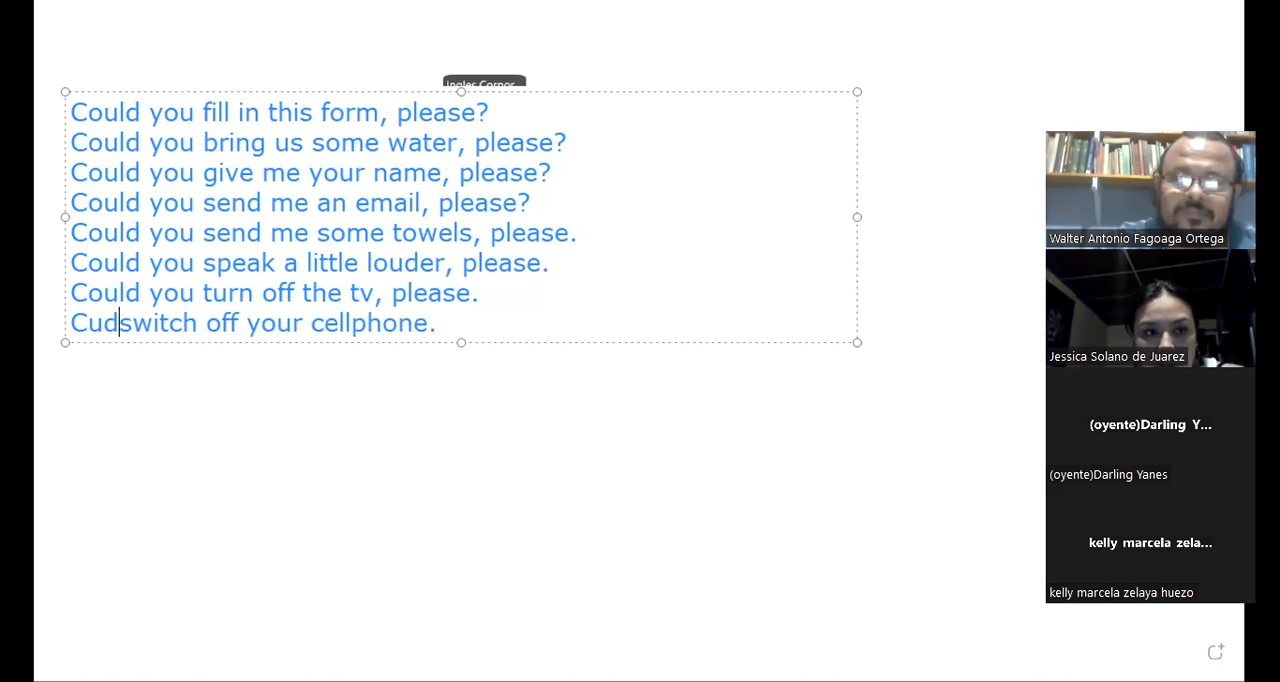 Could you fill in this form, please?
Could you bring us some water, please?
Could you give me your name, please?
Could you send me an email, please?
Could you send me some towels, please.
Could you speak a little louder, please.
Could you turn off the tv, please.
Cudswitch off your cellphone.
Walter Antonio Fagoaga Ortega
Jessica Solano de Juarez
(oyente)Darling Y...
(oyente)Darling Yanes
kelly marcela zela...
kelly marcela zelaya huezo